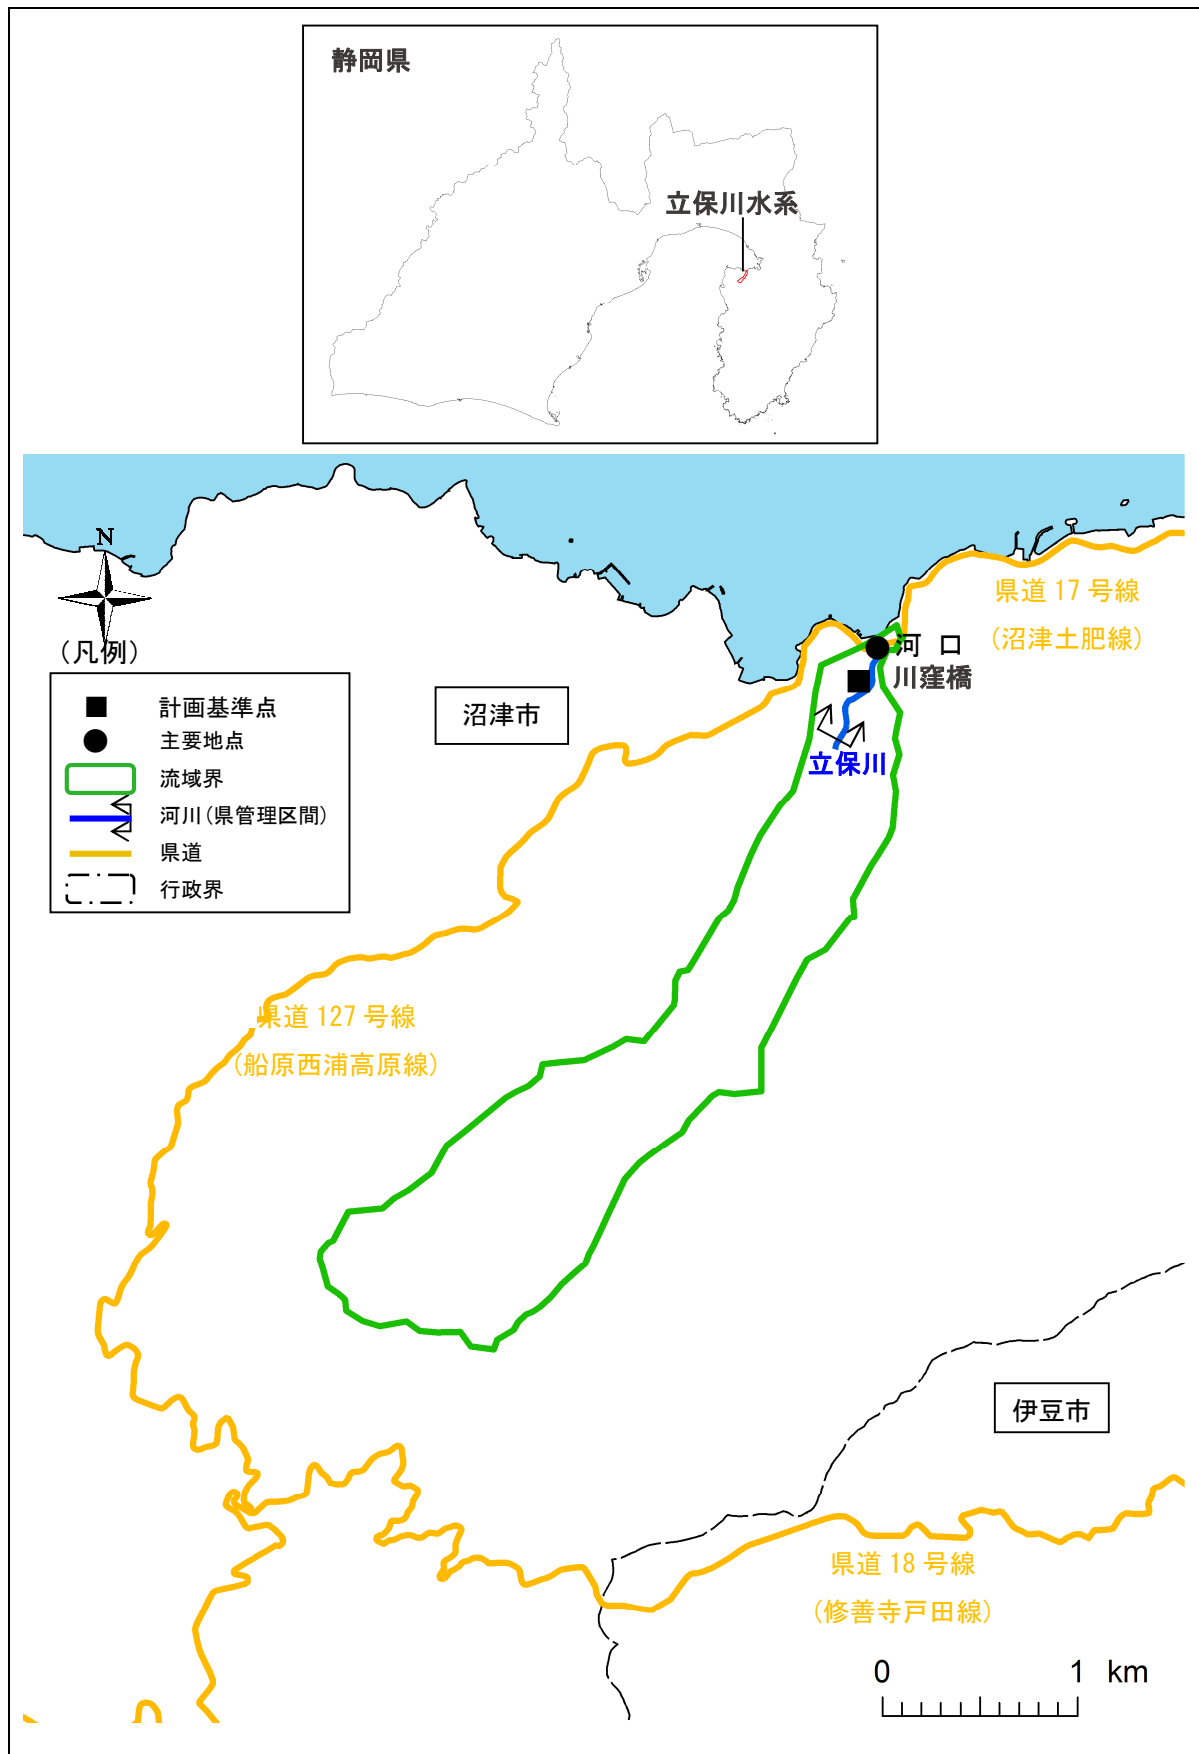 静岡県
立保川水系
N
(凡例)
計画基準点
主要地点
流域界
河川(県管理区間)
県道
行政界
沼津市
県道 17 号線
(沼津土肥線)
河 口
川窪橋
立保川
県道 127 号線
(船原西浦高原線)
伊豆市
県道 18 号線
(修善寺戸田線)
0 1 km